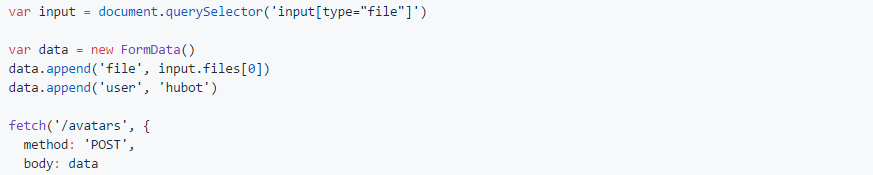 var input = document.querySelector('input[type="file"]')
var data = new FormData()
data.append('file', input.files[0])
data.append('user', 'hubot')
fetch('/avatars', {
  method: 'POST',
  body: data